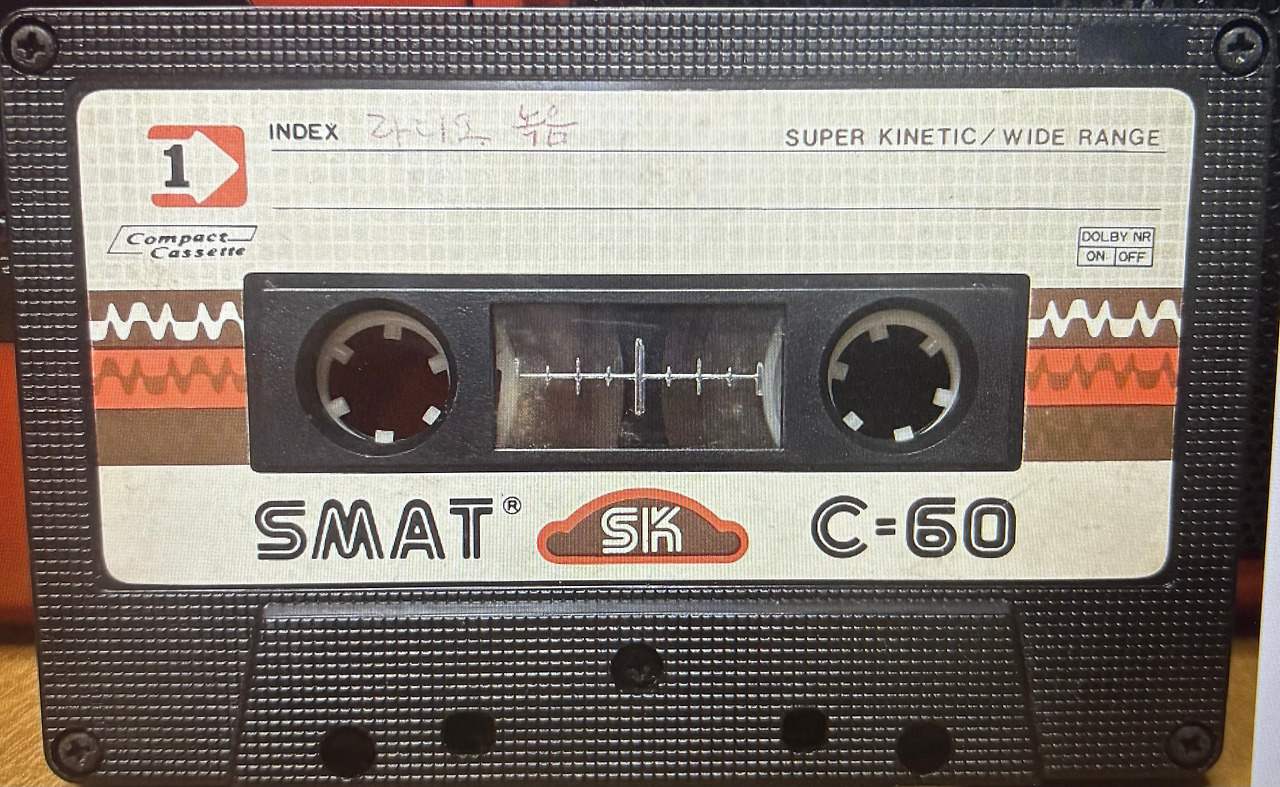 INDEX 라디오 녹음
SUPER KINETIC/WIDE RANGE
1
Compact
Cassette
DOLBY NR
ON OFF
SMAT® SK C-60